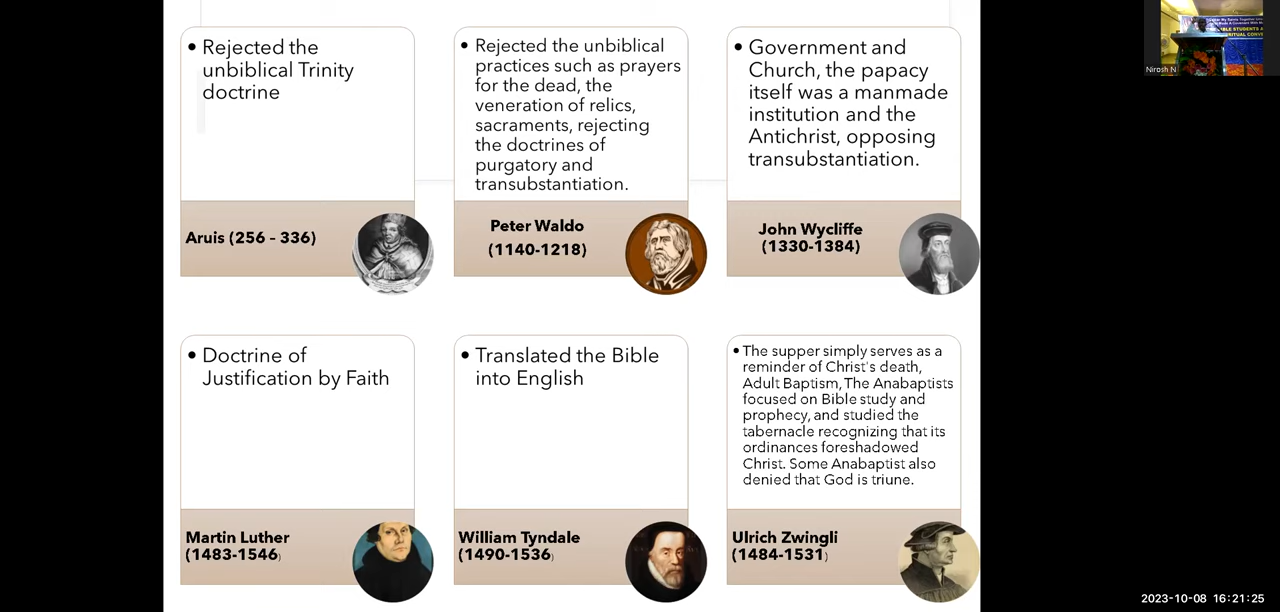 • Rejected the
unbiblical Trinity
doctrine
Aruis (256 – 336)
• Rejected the unbiblical
practices such as prayers
for the dead, the
veneration of relics,
sacraments, rejecting
the doctrines of
purgatory and
transubstantiation.
Peter Waldo
(1140-1218)
• Government and
Church, the papacy
itself was a manmade
institution and the
Antichrist, opposing
transubstantiation.
John Wycliffe
(1330-1384)
• Doctrine of
Justification by Faith
Martin Luther
(1483-1546)
• Translated the Bible
into English
William Tyndale
(1490-1536)
• The supper simply serves as a
reminder of Christ's death,
Adult Baptism, The Anabaptists
focused on Bible study and
prophecy, and studied the
tabernacle recognizing that its
ordinances foreshadowed
Christ. Some Anabaptist also
denied that God is triune.
Ulrich Zwingli
(1484-1531)
Nirosh N
2023-10-08 16:21:25